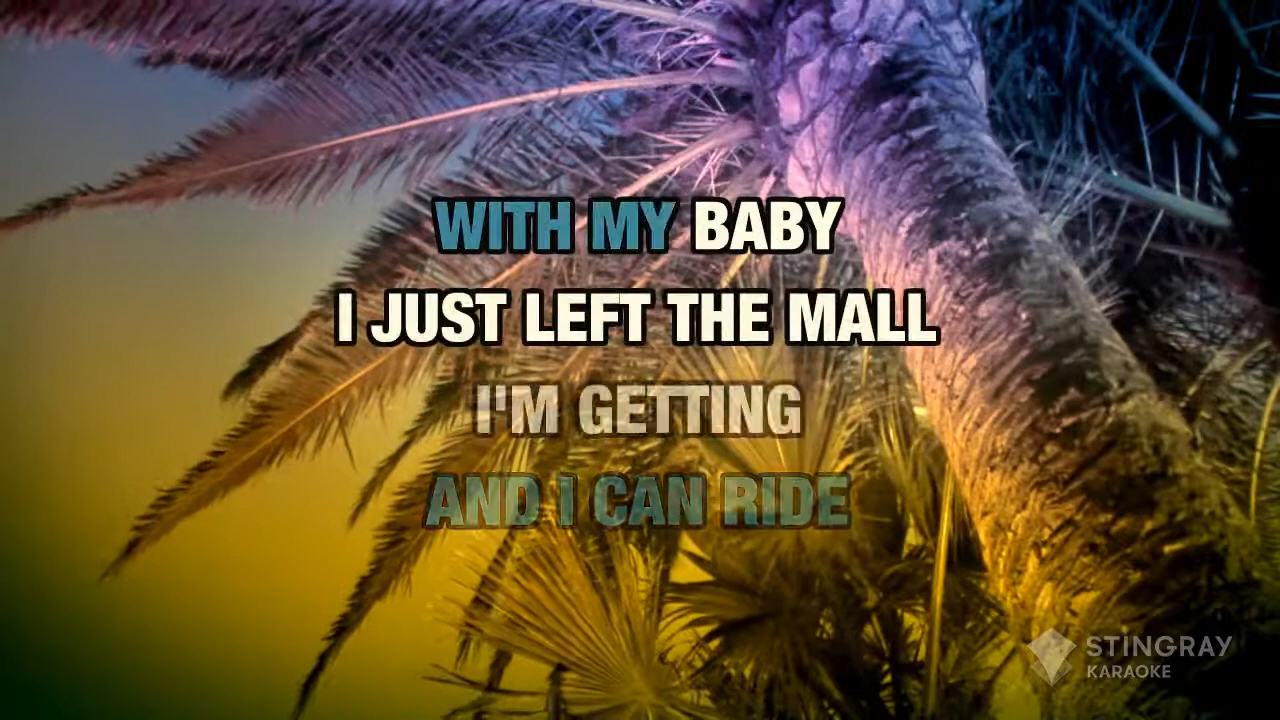 WITH MY BABY
I JUST LEFT THE MALL
I'M GETTING
AND I CAN RIDE
STINGRAY
KARAOKE